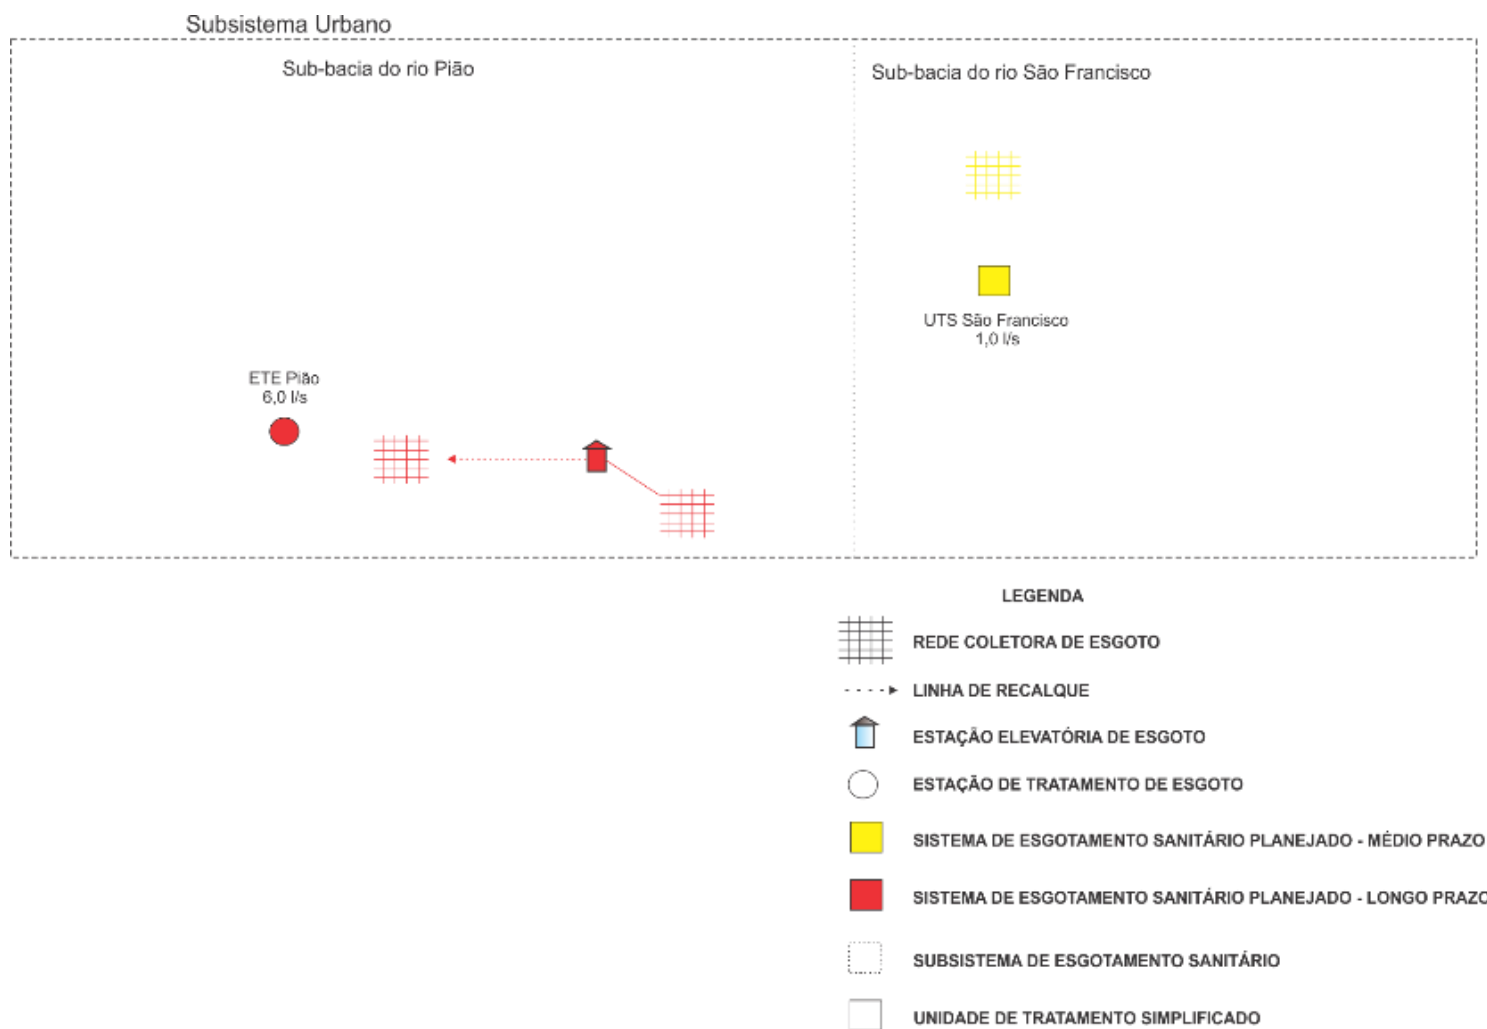 Subsistema Urbano
Sub-bacia do rio Pião
Sub-bacia do rio São Francisco
UTS São Francisco
1,0 l/s
ETE Pião
6,0 l/s
LEGENDA
REDE COLETORA DE ESGOTO
LINHA DE RECALQUE
ESTAÇÃO ELEVATÓRIA DE ESGOTO
ESTAÇÃO DE TRATAMENTO DE ESGOTO
SISTEMA DE ESGOTAMENTO SANITÁRIO PLANEJADO - MÉDIO PRAZO
SISTEMA DE ESGOTAMENTO SANITÁRIO PLANEJADO - LONGO PRAZO
SUBSISTEMA DE ESGOTAMENTO SANITÁRIO
UNIDADE DE TRATAMENTO SIMPLIFICADO